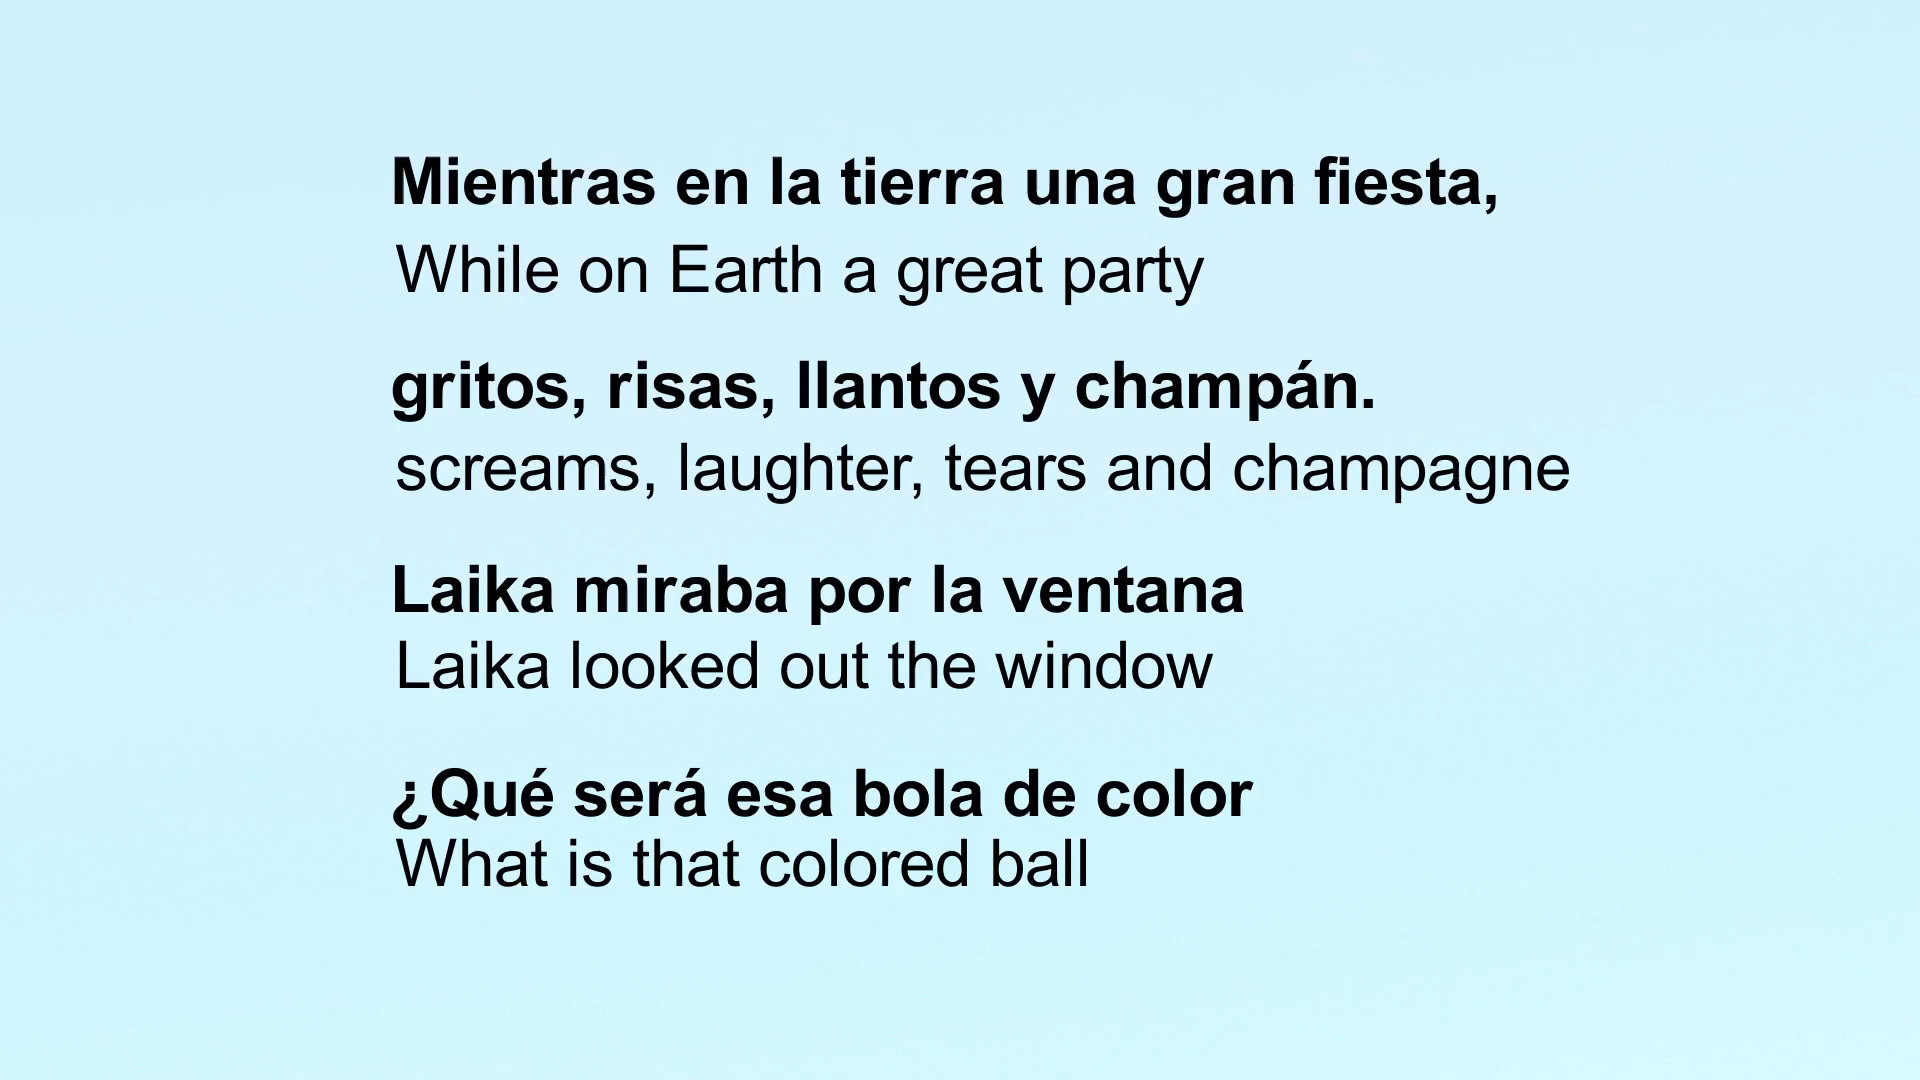 Mientras en la tierra una gran fiesta,
While on Earth a great party
gritos, risas, llantos y champán.
screams, laughter, tears and champagne
Laika miraba por la ventana
Laika looked out the window
¿Qué será esa bola de color
What is that colored ball